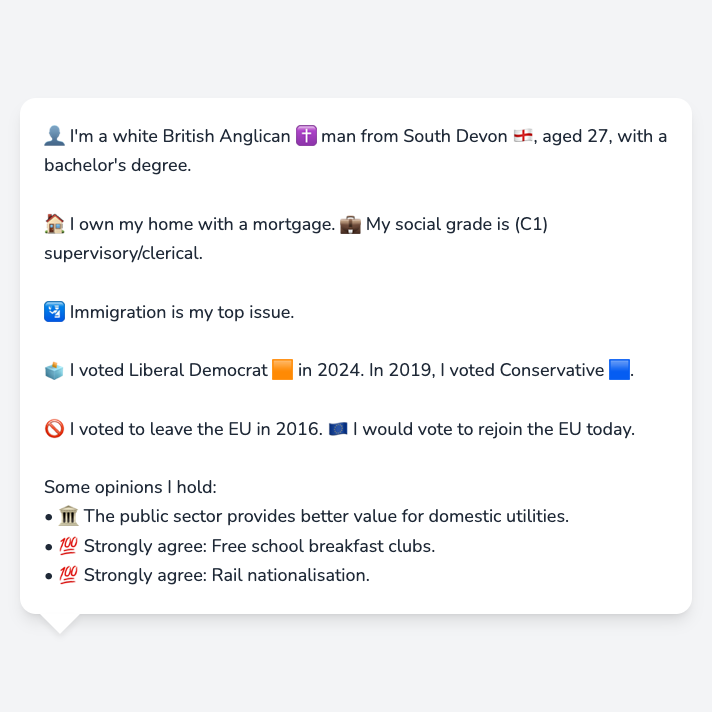 👤 I'm a white British Anglican ✝️ man from South Devon 🏴󠁧󠁢󠁥󠁮󠁧󠁿, aged 27, with a
bachelor's degree.
🏠 I own my home with a mortgage. 💼 My social grade is (C1)
supervisory/clerical.
🛂 Immigration is my top issue.
🗳️ I voted Liberal Democrat 🟧 in 2024. In 2019, I voted Conservative 🟦.
🚫 I voted to leave the EU in 2016. 🇪🇺 I would vote to rejoin the EU today.
Some opinions I hold:
• 🏛️ The public sector provides better value for domestic utilities.
• 💯 Strongly agree: Free school breakfast clubs.
• 💯 Strongly agree: Rail nationalisation.